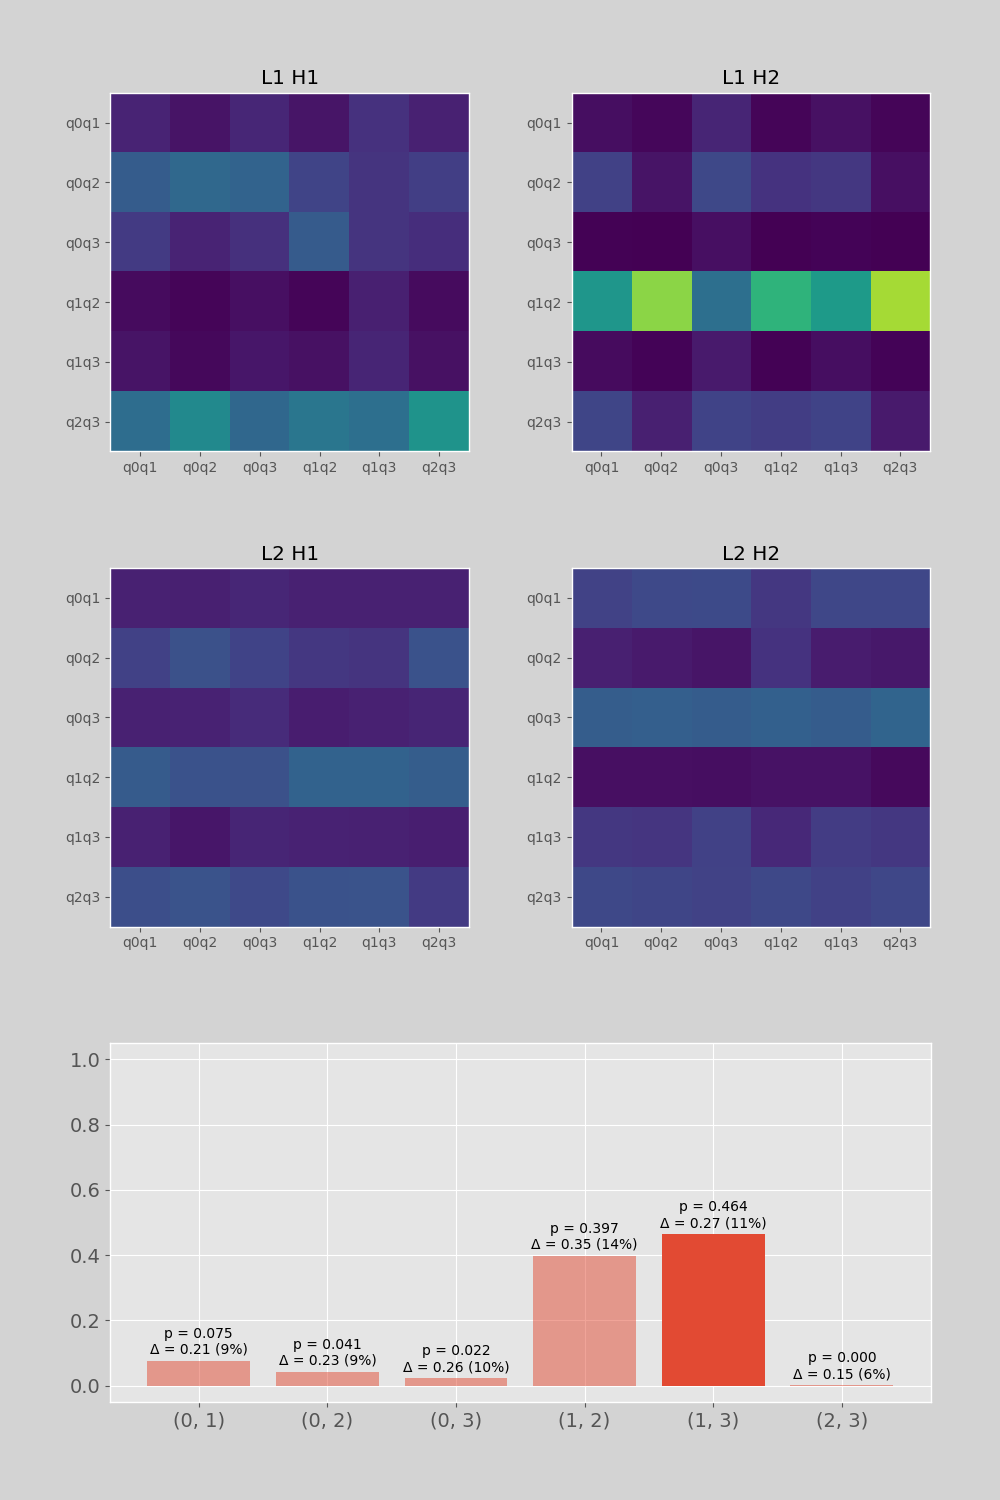 L1 H1
L1 H2
q0q1
q0q2
q0q3
q1q2
q1q3
q2q3
q0q1 q0q2 q0q3 q1q2 q1q3 q2q3
q0q1
q0q2
q0q3
q1q2
q1q3
q2q3
q0q1 q0q2 q0q3 q1q2 q1q3 q2q3
L2 H1
L2 H2
q0q1
q0q2
q0q3
q1q2
q1q3
q2q3
q0q1 q0q2 q0q3 q1q2 q1q3 q2q3
q0q1
q0q2
q0q3
q1q2
q1q3
q2q3
q0q1 q0q2 q0q3 q1q2 q1q3 q2q3
1.0
0.8
0.6
0.4
0.2
0.0
p = 0.075
Δ = 0.21 (9%)
p = 0.041
Δ = 0.23 (9%)
p = 0.022
Δ = 0.26 (10%)
p = 0.397
Δ = 0.35 (14%)
p = 0.464
Δ = 0.27 (11%)
p = 0.000
Δ = 0.15 (6%)
(0, 1) (0, 2) (0, 3) (1, 2) (1, 3) (2, 3)